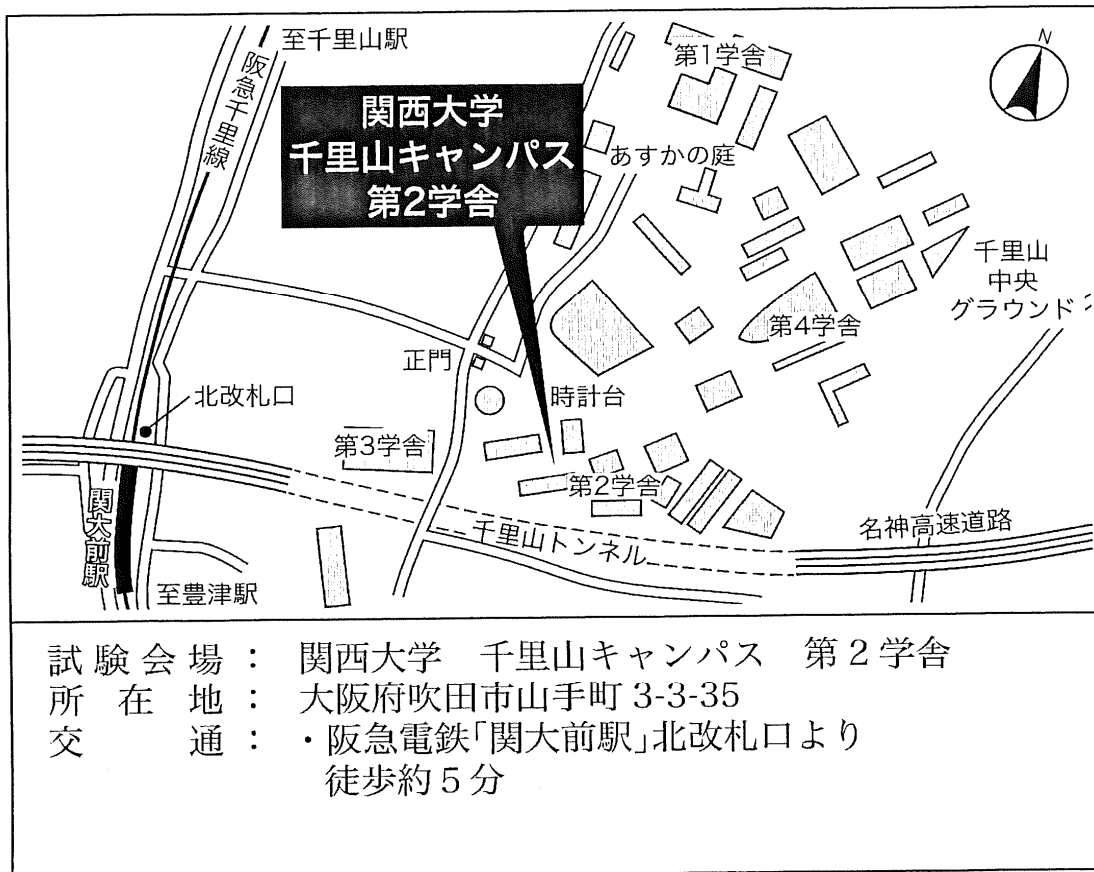 至千里山駅
阪急千里線
第1学舎
N
関西大学
千里山キャンパス
第2学舎
あすかの庭
千里山
中央
グラウンド
第4学舎
正門
北改札口
時計台
第3学舎
第2学舎
関大前駅
千里山トンネル
名神高速道路
至豊津駅
試験会場： 関西大学 千里山キャンパス 第2学舎
所在地： 大阪府吹田市山手町 3-3-35
交通： ・阪急電鉄「関大前駅」北改札口より
徒歩約5分